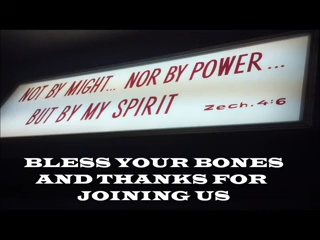 NOT BY MIGHT... NOR BY POWER...
BUT BY MY SPIRIT zech. 4:6
BLESS YOUR BONES
AND THANKS FOR
JOINING US